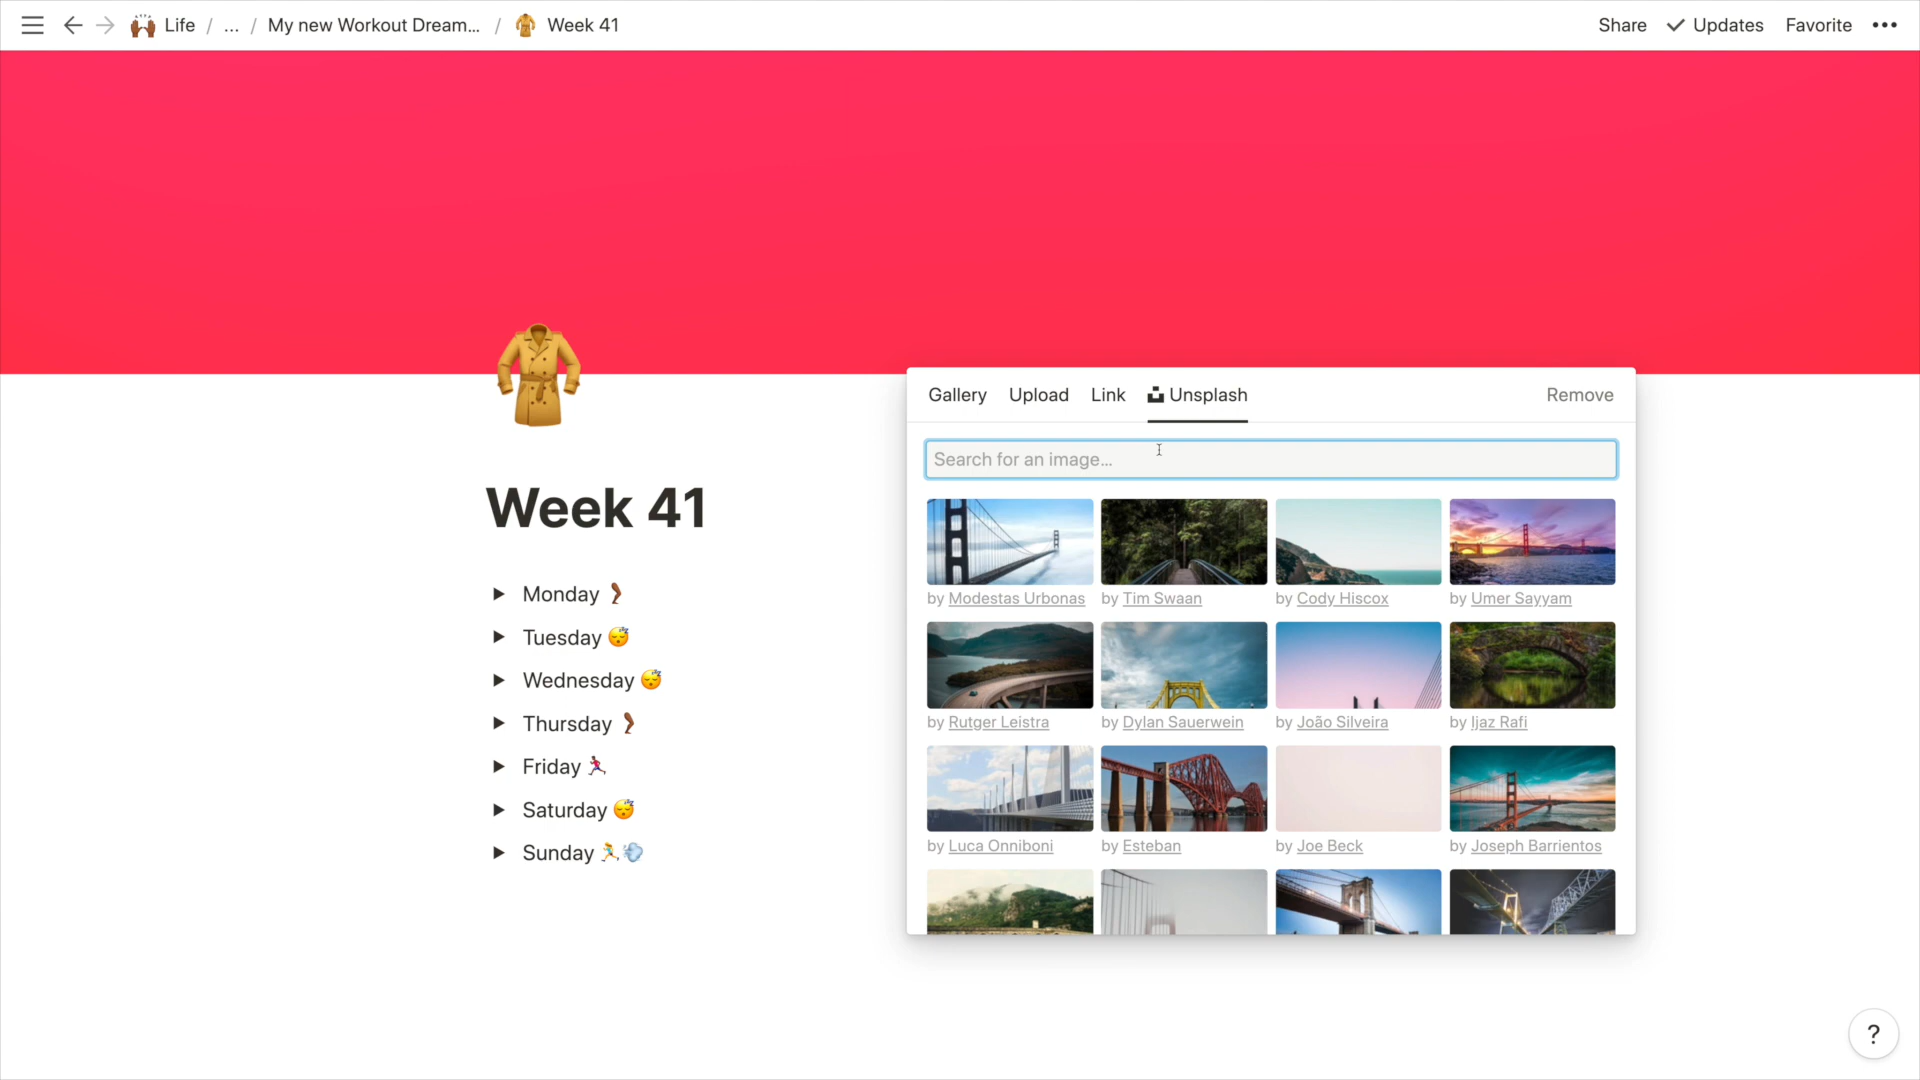 Life / ... / My new Workout Dream... / Week 41
Share Updates Favorite
Gallery Upload Link Unsplash Remove
Search for an image...
Week 41
Monday
Tuesday
Wednesday
Thursday
Friday
Saturday
Sunday
by Modestas Urbonas by Tim Swaan by Cody Hiscox by Umer Sayyam
by Rutger Leistra by Dylan Sauerwein by João Silveira by Ijaz Rafi
by Luca Onniboni by Esteban by Joe Beck by Joseph Barrientos
?